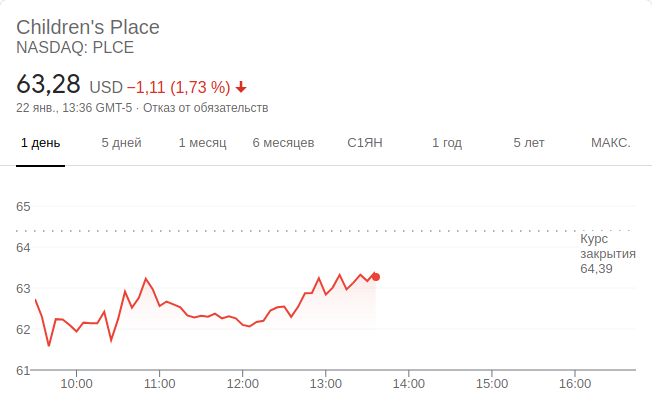 Children's Place
NASDAQ: PLCE
63,28 USD −1,11 (1,73 %)
22 янв., 13:36 GMT-5 · Отказ от обязательств
1 день 5 дней 1 месяц 6 месяцев С1ЯН 1 год 5 лет МАКС.
65
Курс
64 закрытия
64,39
63
62
61
10:00 11:00 12:00 13:00 14:00 15:00 16:00